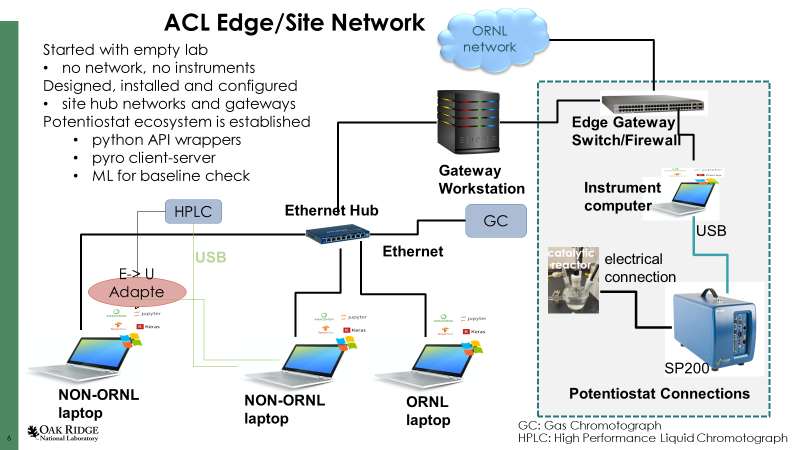 ACL Edge/Site Network
Started with empty lab
• no network, no instruments
Designed, installed and configured
• site hub networks and gateways
Potentiostat ecosystem is established
• python API wrappers
• pyro client-server
• ML for baseline check
ORNL
network
Edge Gateway
Switch/Firewall
Gateway
Workstation
Instrument
computer
USB
HPLC
Ethernet Hub
GC
Ethernet
USB
E-> U
Adapte
catalytic
reactor
electrical
connection
SP200
Potentiostat Connections
jupyter
Keras
NON-ORNL
laptop
jupyter
Keras
NON-ORNL
laptop
jupyter
Keras
ORNL
laptop
GC: Gas Chromotograph
HPLC: High Performance Liquid Chromotograph
6
OAK RIDGE
National Laboratory